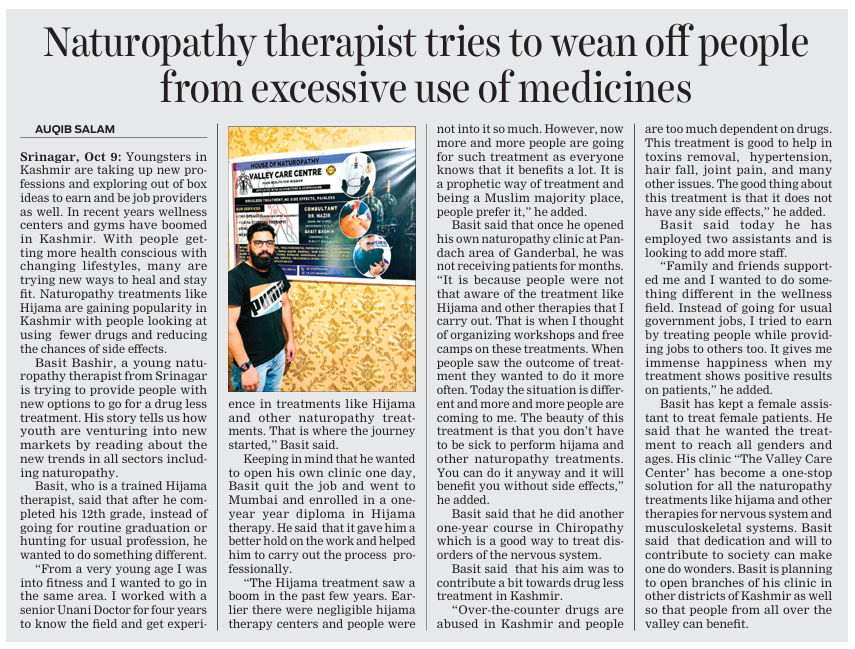 Naturopathy therapist tries to wean off people
from excessive use of medicines
AUQIB SALAM
Srinagar, Oct 9: Youngsters in
Kashmir are taking up new pro-
fessions and exploring out of box
ideas to earn and be job providers
as well. In recent years wellness
centers and gyms have boomed
in Kashmir. With people get-
ting more health conscious with
changing lifestyles, many are
trying new ways to heal and stay
fit. Naturopathy treatments like
Hijama are gaining popularity in
Kashmir with people looking at
using fewer drugs and reducing
the chances of side effects.
Basit Bashir, a young natu-
ropathy therapist from Srinagar
is trying to provide people with
new options to go for a drug less
treatment. His story tells us how
youth are venturing into new
markets by reading about the
new trends in all sectors includ-
ing naturopathy.
Basit, who is a trained Hijama
therapist, said that after he com-
pleted his 12th grade, instead of
going for routine graduation or
hunting for usual profession, he
wanted to do something different.
“From a very young age I was
into fitness and I wanted to go in
the same area. I worked with a
senior Unani Doctor for four years
to know the field and get experi-
HOUSE OF NATUROPATHY
VALLEY CARE CENTRE
DRUGLESS TREATMENT, NO SIDE EFFECTS, PAINLESS
OUR SERVICES
CONSULTANT
DR. NAZIR
BASIT BASHIR
PUMA
ence in treatments like Hijama
and other naturopathy treat-
ments. That is where the journey
started,” Basit said.
Keeping in mind that he wanted
to open his own clinic one day,
Basit quit the job and went to
Mumbai and enrolled in a one-
year year diploma in Hijama
therapy. He said that it gave him a
better hold on the work and helped
him to carry out the process pro-
fessionally.
“The Hijama treatment saw a
boom in the past few years. Ear-
lier there were negligible hijama
therapy centers and people were
not into it so much. However, now
more and more people are going
for such treatment as everyone
knows that it benefits a lot. It is
a prophetic way of treatment and
being a Muslim majority place,
people prefer it,” he added.
Basit said that once he opened
his own naturopathy clinic at Pan-
dach area of Ganderbal, he was
not receiving patients for months.
“It is because people were not
that aware of the treatment like
Hijama and other therapies that I
carry out. That is when I thought
of organizing workshops and free
camps on these treatments. When
people saw the outcome of treat-
ment they wanted to do it more
often. Today the situation is differ-
ent and more and more people are
coming to me. The beauty of this
treatment is that you don’t have
to be sick to perform hijama and
other naturopathy treatments.
You can do it anyway and it will
benefit you without side effects,”
he added.
Basit said that he did another
one-year course in Chiropathy
which is a good way to treat dis-
orders of the nervous system.
Basit said that his aim was to
contribute a bit towards drug less
treatment in Kashmir.
“Over-the-counter drugs are
abused in Kashmir and people
are too much dependent on drugs.
This treatment is good to help in
toxins removal, hypertension,
hair fall, joint pain, and many
other issues. The good thing about
this treatment is that it does not
have any side effects,” he added.
Basit said today he has
employed two assistants and is
looking to add more staff.
“Family and friends support-
ed me and I wanted to do some-
thing different in the wellness
field. Instead of going for usual
government jobs, I tried to earn
by treating people while provid-
ing jobs to others too. It gives me
immense happiness when my
treatment shows positive results
on patients,” he added.
Basit has kept a female assis-
tant to treat female patients. He
said that he wanted the treat-
ment to reach all genders and
ages. His clinic “The Valley Care
Center’ has become a one-stop
solution for all the naturopathy
treatments like hijama and other
therapies for nervous system and
musculoskeletal systems. Basit
said that dedication and will to
contribute to society can make
one do wonders. Basit is planning
to open branches of his clinic in
other districts of Kashmir as well
so that people from all over the
valley can benefit.